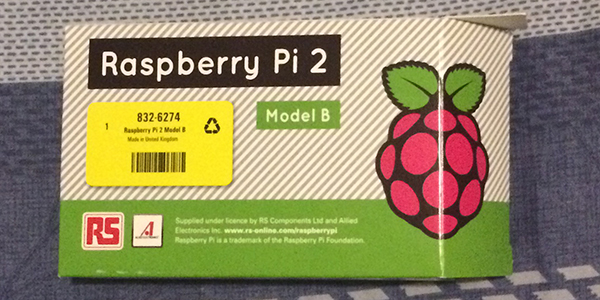 Raspberry Pi 2
Model B
1
832-6274
Raspberry Pi 2 Model B
Made in United Kingdom
RS
A
Supplied under licence by RS Components Ltd and Allied
Electronics Inc. www.rs-online.com/raspberrypi
Raspberry Pi is a trademark of the Raspberry Pi Foundation.